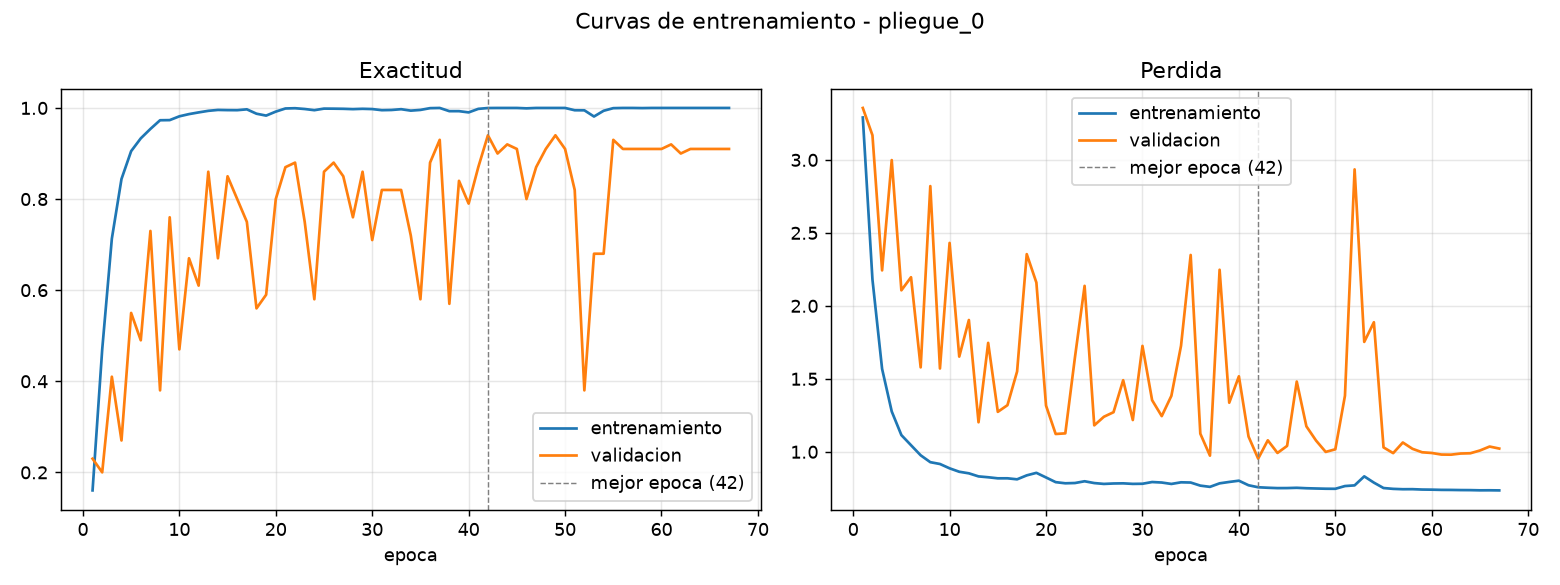 Curvas de entrenamiento - pliegue_0
Exactitud
1.0
0.8
0.6
0.4
0.2
0 10 20 30 40 50 60 70
epoca
entrenamiento
validacion
mejor epoca (42)
Perdida
3.0
2.5
2.0
1.5
1.0
0 10 20 30 40 50 60 70
epoca
entrenamiento
validacion
mejor epoca (42)